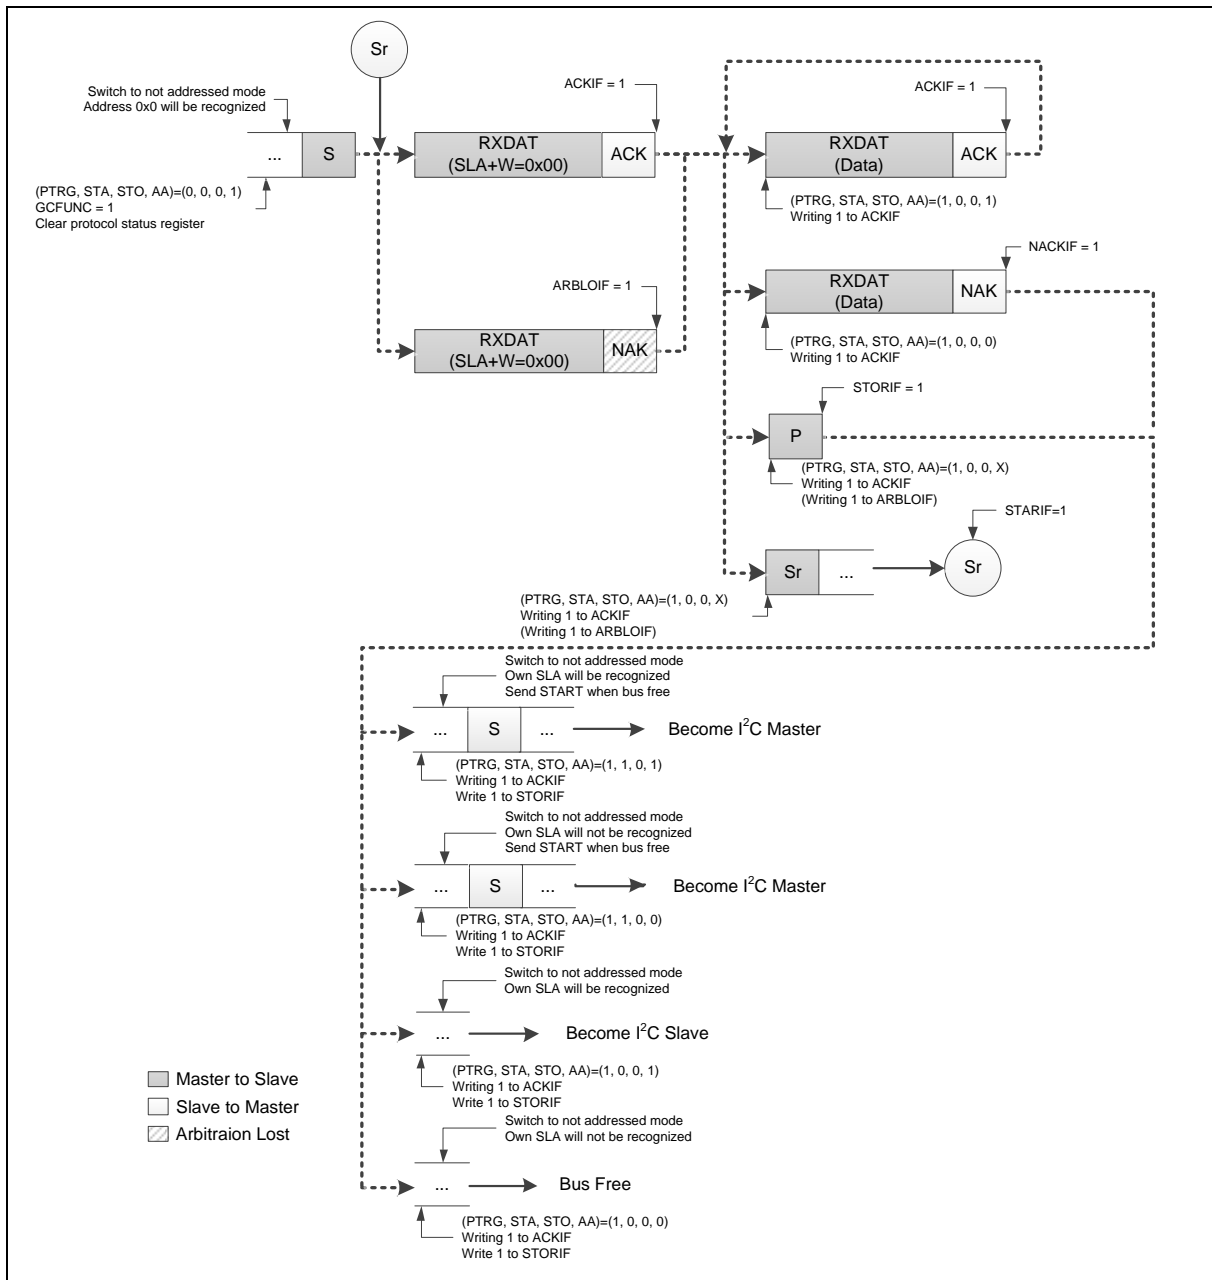 Sr
Switch to not addressed mode
Address 0x0 will be recognized
ACKIF = 1
ACKIF = 1
...
S
RXDAT
(SLA+W=0x00)
ACK
RXDAT
(Data)
ACK
(PTRG, STA, STO, AA)=(0, 0, 0, 1)
GCFUNC = 1
Clear protocol status register
(PTRG, STA, STO, AA)=(1, 0, 0, 1)
Writing 1 to ACKIF
NACKIF = 1
ARBLOIF = 1
RXDAT
(Data)
NAK
RXDAT
(SLA+W=0x00)
NAK
(PTRG, STA, STO, AA)=(1, 0, 0, 0)
Writing 1 to ACKIF
STORIF = 1
P
(PTRG, STA, STO, AA)=(1, 0, 0, X)
Writing 1 to ACKIF
(Writing 1 to ARBLOIF)
STARIF=1
Sr
...
Sr
(PTRG, STA, STO, AA)=(1, 0, 0, X)
Writing 1 to ACKIF
(Writing 1 to ARBLOIF)
Switch to not addressed mode
Own SLA will be recognized
Send START when bus free
...
S
...
Become I²C Master
(PTRG, STA, STO, AA)=(1, 1, 0, 1)
Writing 1 to ACKIF
Write 1 to STORIF
Switch to not addressed mode
Own SLA will not be recognized
Send START when bus free
...
S
...
Become I²C Master
(PTRG, STA, STO, AA)=(1, 1, 0, 0)
Writing 1 to ACKIF
Write 1 to STORIF
Switch to not addressed mode
Own SLA will be recognized
...
Become I²C Slave
(PTRG, STA, STO, AA)=(1, 0, 0, 1)
Writing 1 to ACKIF
Write 1 to STORIF
Master to Slave
Slave to Master
Arbitraion Lost
Switch to not addressed mode
Own SLA will not be recognized
...
Bus Free
(PTRG, STA, STO, AA)=(1, 0, 0, 0)
Writing 1 to ACKIF
Write 1 to STORIF